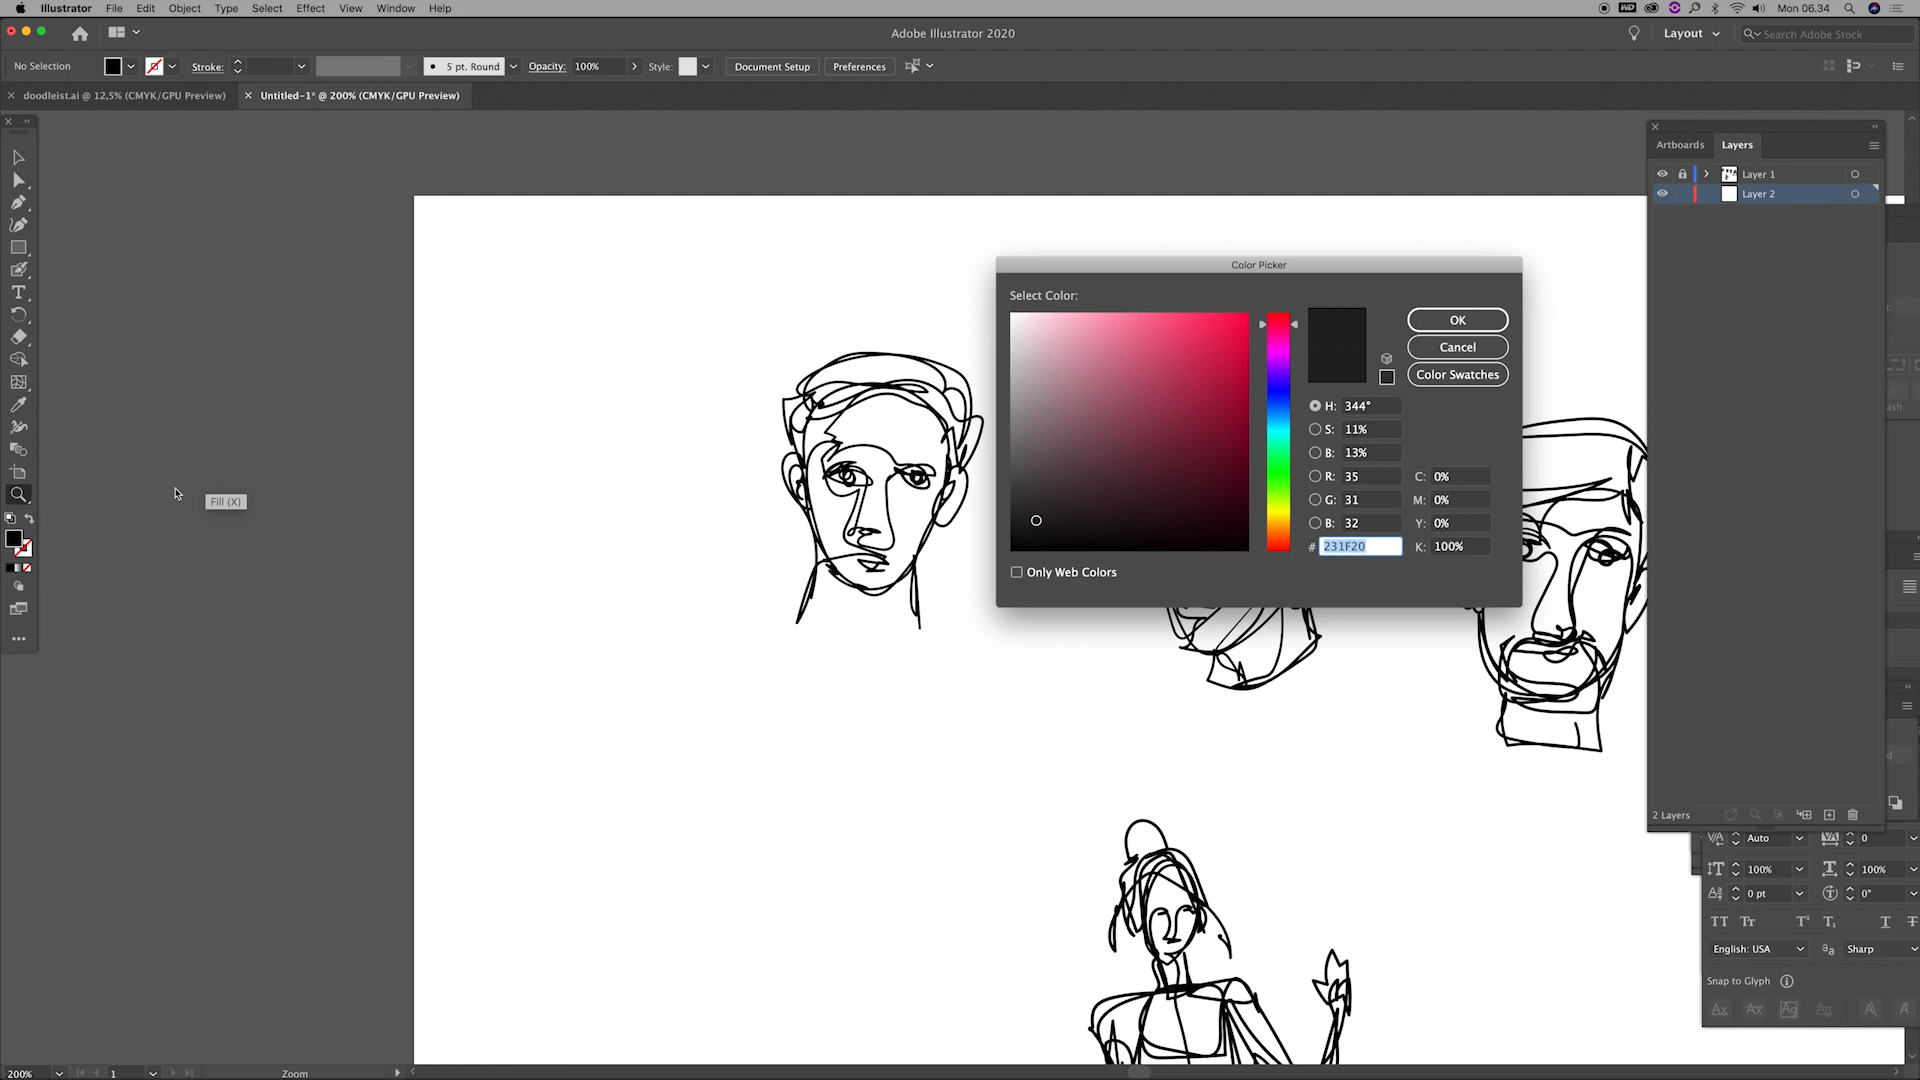 Illustrator File Edit Object Type Select Effect View Window Help
Mon 06.34
Adobe Illustrator 2020
Layout
Search Adobe Stock
No Selection
Stroke:
5 pt. Round
Opacity: 100%
Style:
Document Setup
Preferences
doodleist.ai @ 12,5% (CMYK/GPU Preview)
Untitled-1* @ 200% (CMYK/GPU Preview)
Artboards Layers
Layer 1
Layer 2
Color Picker
Select Color:
OK
Cancel
Color Swatches
H: 344°
S: 11%
B: 13%
R: 35 C: 0%
G: 31 M: 0%
B: 32 Y: 0%
# 231F20 K: 100%
Only Web Colors
Fill (X)
2 Layers
Auto 0
100% 100%
0 pt 0°
English: USA
Sharp
Snap to Glyph
200% 1 Zoom